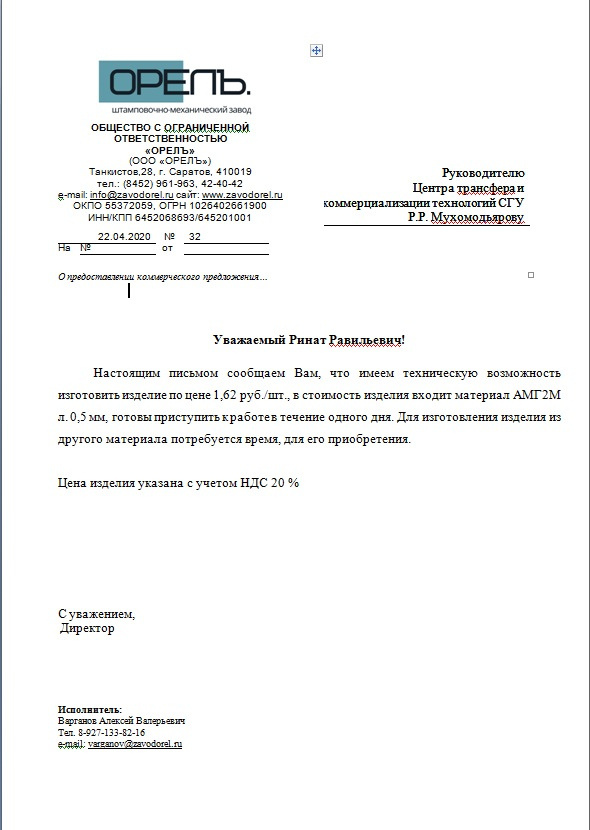 ОРЕЛЪ.
штамповочно-механический завод
ОБЩЕСТВО С ОГРАНИЧЕННОЙ
ОТВЕТСТВЕННОСТЬЮ
«ОРЕЛЪ»
(ООО «ОРЕЛЪ»)
Танкистов,28, г. Саратов, 410019
тел.: (8452) 961-963, 42-40-42
e-mail: info@zavodorel.ru сайт: www.zavodorel.ru
ОКПО 55372059, ОГРН 1026402661900
ИНН/КПП 6452068693/645201001
22.04.2020 № 32
На № от
Руководителю
Центра трансфера и
коммерциализации технологий СГУ
Р.Р. Мухомодьярову
О предоставлении коммерческого предложения...
Уважаемый Ринат Равильевич!
Настоящим письмом сообщаем Вам, что имеем техническую возможность
изготовить изделие по цене 1,62 руб./шт., в стоимость изделия входит материал АМГ2М
л. 0,5 мм, готовы приступить к работе в течение одного дня. Для изготовления изделия из
другого материала потребуется время, для его приобретения.
Цена изделия указана с учетом НДС 20 %
С уважением,
Директор
Исполнитель:
Варганов Алексей Валерьевич
Тел. 8-927-133-82-16
e-mail: varganov@zavodorel.ru